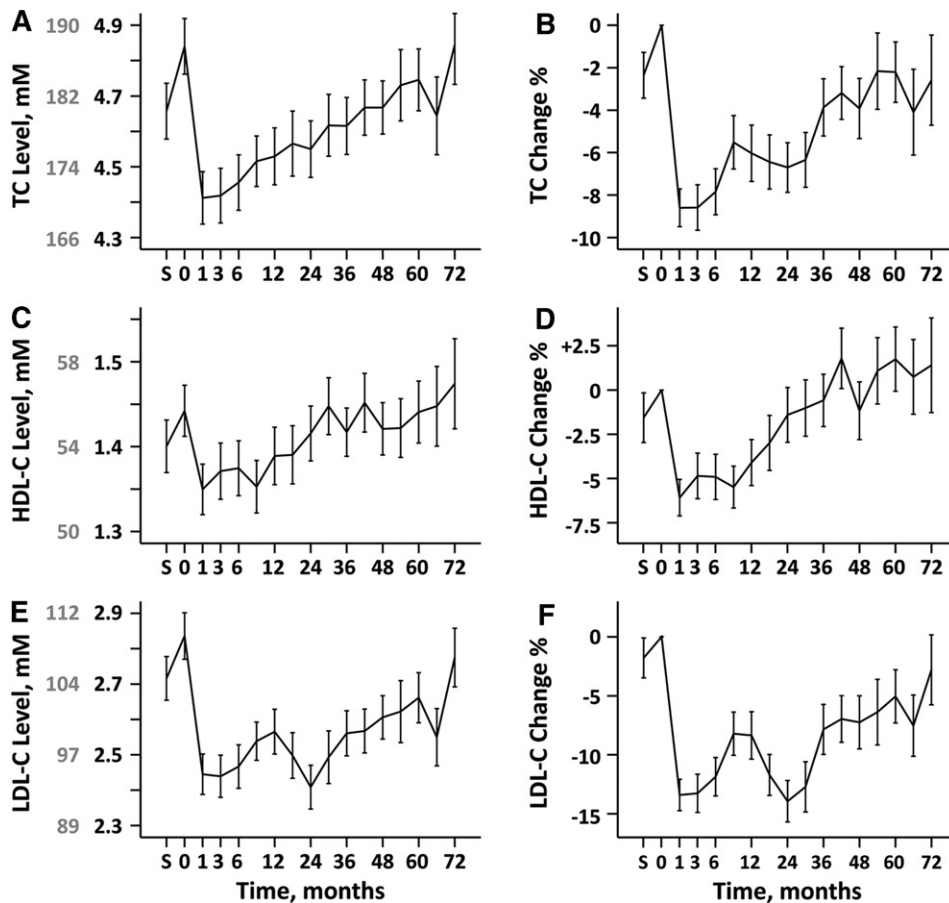 A
TC Level, mM
190
182
174
166
4.9
4.7
4.5
4.3
S 0 1 3 6 12 24 36 48 60 72
B
TC Change %
0
-2
-4
-6
-8
-10
S 0 1 3 6 12 24 36 48 60 72
C
HDL-C Level, mM
58
54
50
1.5
1.4
1.3
S 0 1 3 6 12 24 36 48 60 72
D
HDL-C Change %
+2.5
0
-2.5
-5
-7.5
S 0 1 3 6 12 24 36 48 60 72
E
LDL-C Level, mM
112
104
97
89
2.9
2.7
2.5
2.3
S 0 1 3 6 12 24 36 48 60 72
Time, months
F
LDL-C Change %
0
-5
-10
-15
S 0 1 3 6 12 24 36 48 60 72
Time, months